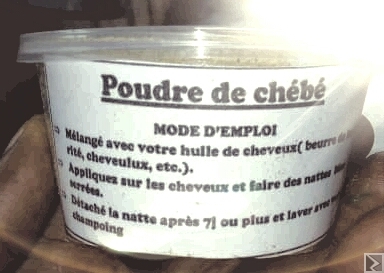 Poudre de chébé
MODE D'EMPLOI
Mélangé avec votre huile de cheveux( beurre de
rité, cheveulux, etc.).
Appliquez sur les cheveux et faire des nattes
serrées.
Détaché la natte après 7j ou plus et laver avec
champoing